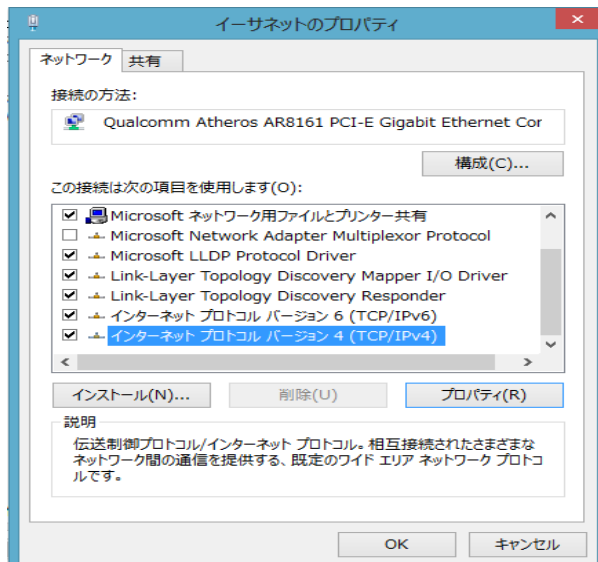 イーサネットのプロパティ
ネットワーク 共有
接続の方法:
Qualcomm Atheros AR8161 PCI-E Gigabit Ethernet Cor
構成(C)...
この接続は次の項目を使用します(O):
Microsoft ネットワーク用ファイルとプリンター共有
Microsoft Network Adapter Multiplexor Protocol
Microsoft LLDP Protocol Driver
Link-Layer Topology Discovery Mapper I/O Driver
Link-Layer Topology Discovery Responder
インターネット プロトコル バージョン 6 (TCP/IPv6)
インターネット プロトコル バージョン 4 (TCP/IPv4)
インストール(N)... 削除(U) プロパティ(R)
説明
伝送制御プロトコル/インターネット プロトコル。相互接続されたさまざまな
ネットワーク間の通信を提供する、既定のワイド エリア ネットワーク プロトコ
ルです。
OK キャンセル